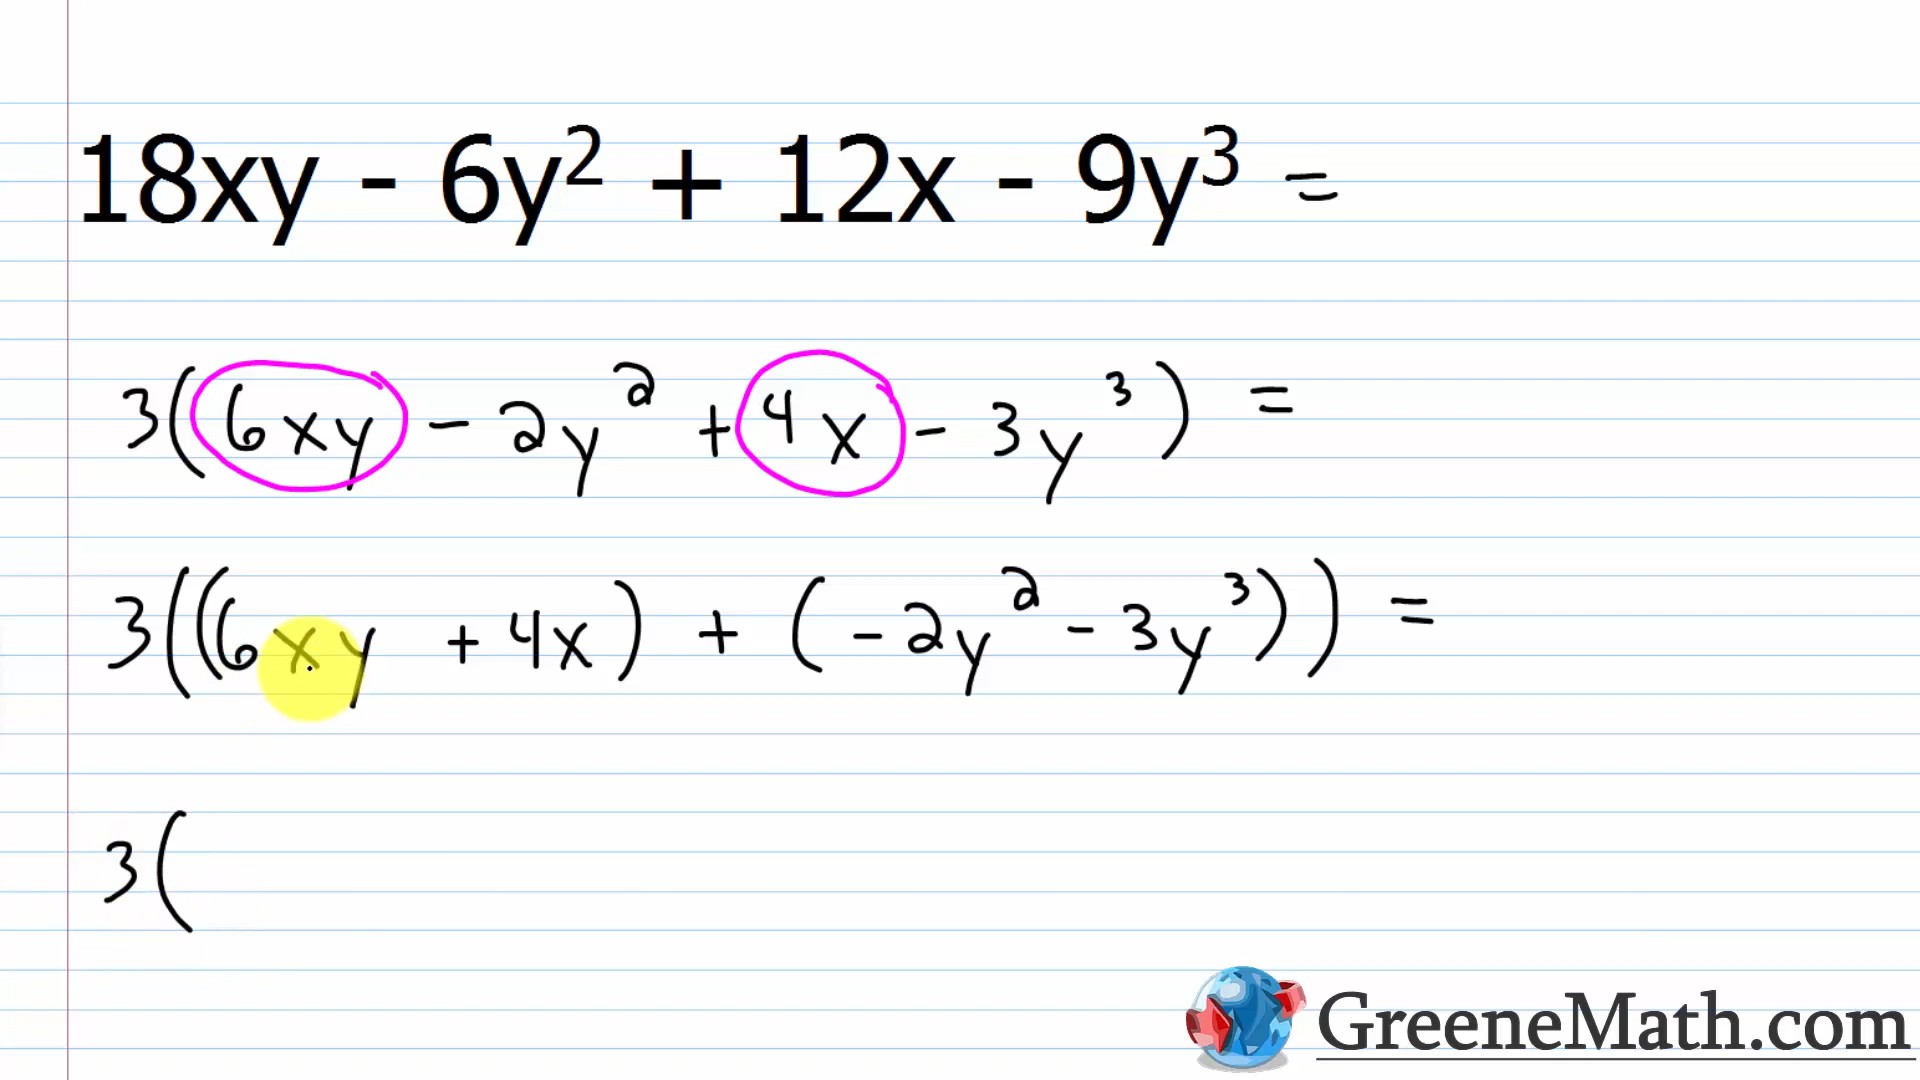 18xy - 6y² + 12x - 9y³ =
3(6xy - 2y² + 4x - 3y³) =
3((6xy + 4x) + (-2y² - 3y³)) =
3(
GreeneMath.com